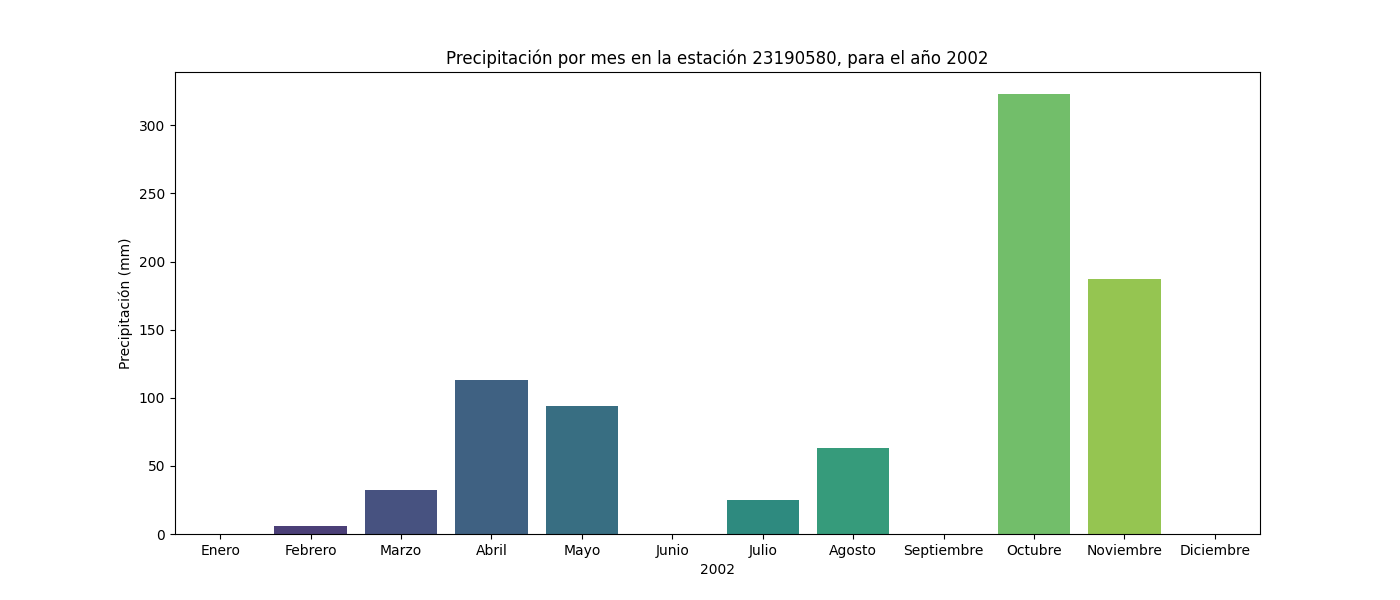 Precipitación por mes en la estación 23190580, para el año 2002
Precipitación (mm)
300
250
200
150
100
50
0
Enero Febrero Marzo Abril Mayo Junio Julio Agosto Septiembre Octubre Noviembre Diciembre
2002